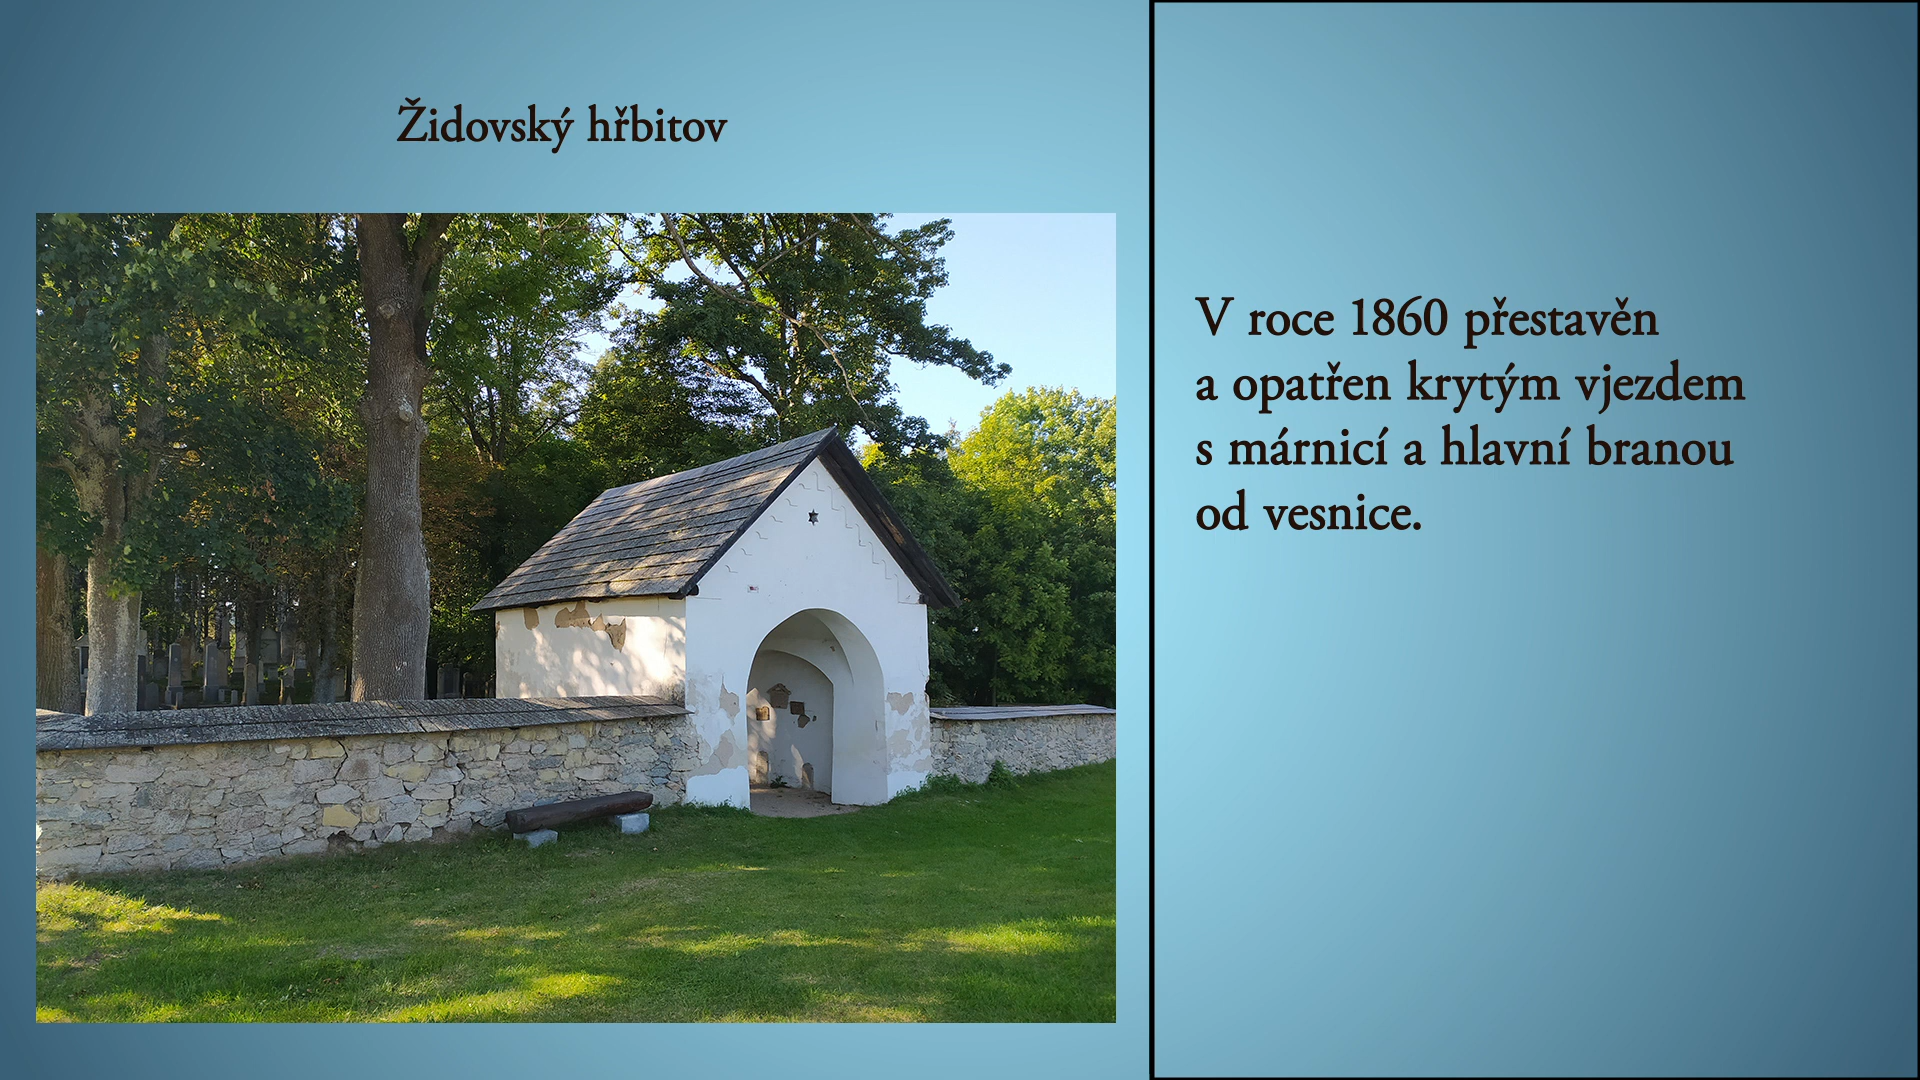 Židovský hřbitov
V roce 1860 přestavěn
a opatřen krytým vjezdem
s márnicí a hlavní branou
od vesnice.